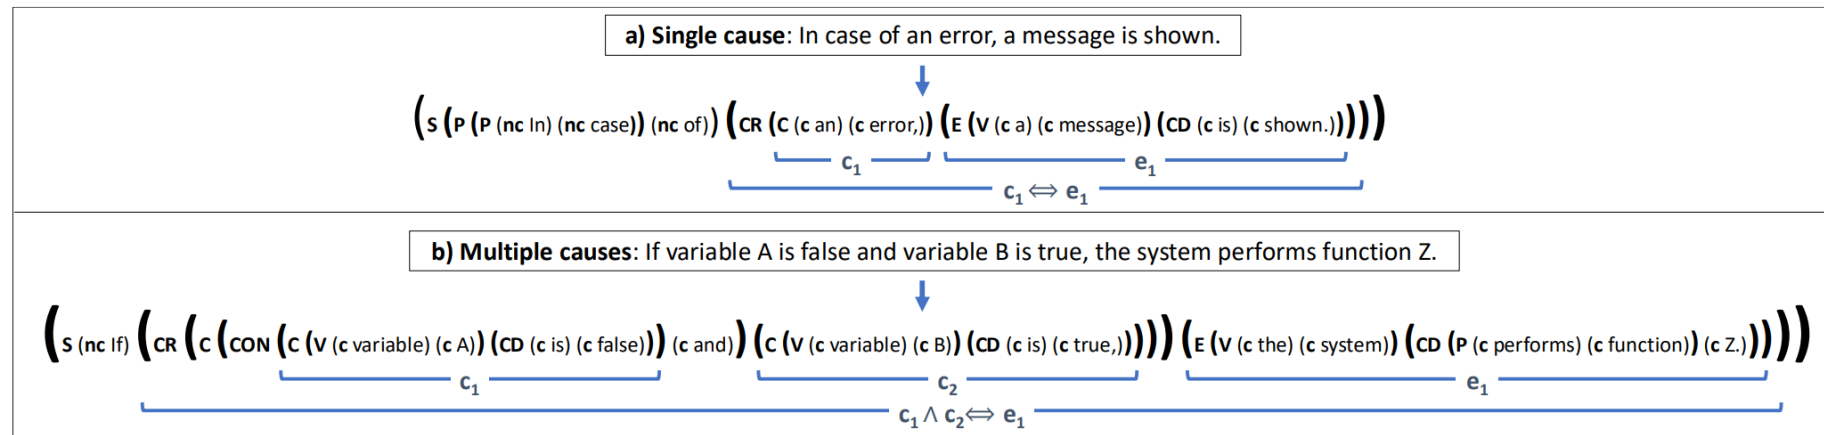 a) Single cause: In case of an error, a message is shown.
(S (P (P (nc In) (nc case)) (nc of)) (CR (C (c an) (c error,)) (E (V (c a) (c message)) (CD (c is) (c shown.)))))
c1 e1
c1 ⟺ e1
b) Multiple causes: If variable A is false and variable B is true, the system performs function Z.
(S (nc If) (CR (C (CON (C (V (c variable) (c A)) (CD (c is) (c false))) (c and)) (C (V (c variable) (c B)) (CD (c is) (c true,))))) (E (V (c the) (c system)) (CD (P (c performs) (c function)) (c Z.)))))
c1 c2 e1
c1 ∧ c2 ⟺ e1